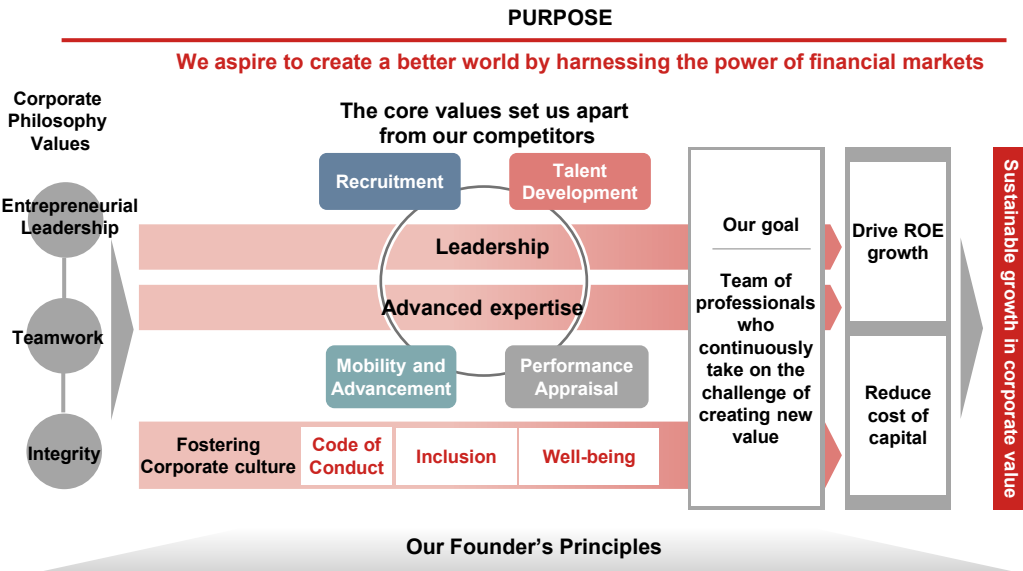 PURPOSE
We aspire to create a better world by harnessing the power of financial markets
Corporate
Philosophy
Values
Entrepreneurial
Leadership
Teamwork
Integrity
The core values set us apart
from our competitors
Recruitment
Talent
Development
Leadership
Advanced expertise
Mobility and
Advancement
Performance
Appraisal
Fostering
Corporate culture
Code of
Conduct
Inclusion
Well-being
Our goal
Team of
professionals
who
continuously
take on the
challenge of
creating new
value
Drive ROE
growth
Reduce
cost of
capital
Sustainable growth in corporate value
Our Founder’s Principles